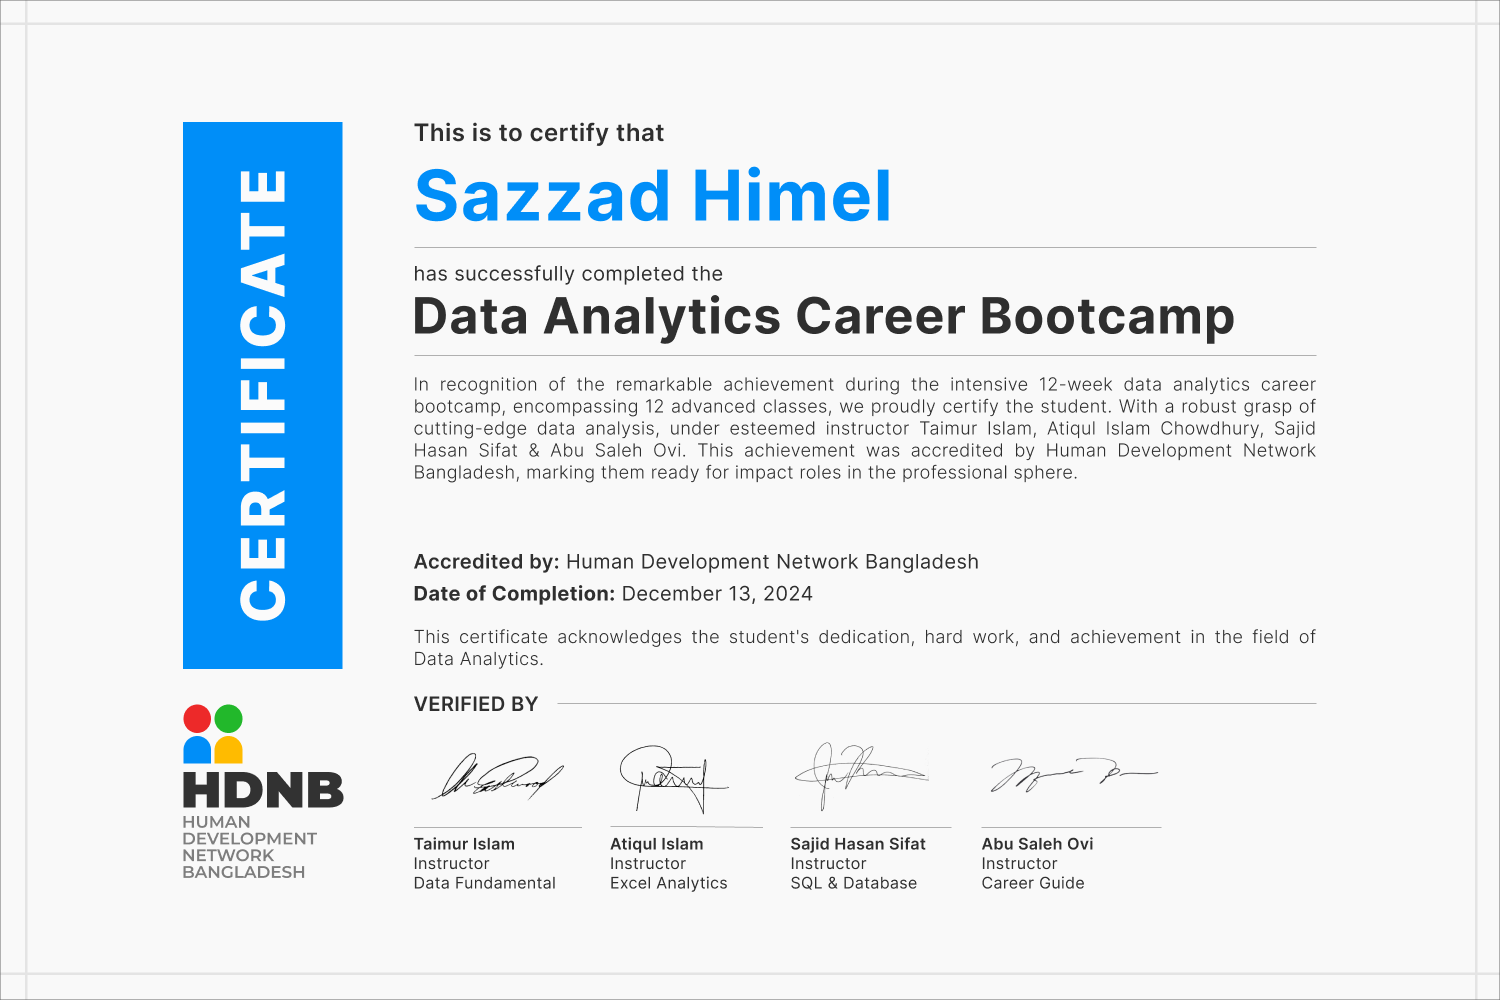 CERTIFICATE
This is to certify that
Sazzad Himel
has successfully completed the
Data Analytics Career Bootcamp
In recognition of the remarkable achievement during the intensive 12-week data analytics career
bootcamp, encompassing 12 advanced classes, we proudly certify the student. With a robust grasp of
cutting-edge data analysis, under esteemed instructor Taimur Islam, Atiqul Islam Chowdhury, Sajid
Hasan Sifat & Abu Saleh Ovi. This achievement was accredited by Human Development Network
Bangladesh, marking them ready for impact roles in the professional sphere.
Accredited by: Human Development Network Bangladesh
Date of Completion: December 13, 2024
This certificate acknowledges the student's dedication, hard work, and achievement in the field of
Data Analytics.
VERIFIED BY
Taimur Islam
Instructor
Data Fundamental
Atiqul Islam
Instructor
Excel Analytics
Sajid Hasan Sifat
Instructor
SQL & Database
Abu Saleh Ovi
Instructor
Career Guide
HDNB
HUMAN
DEVELOPMENT
NETWORK
BANGLADESH